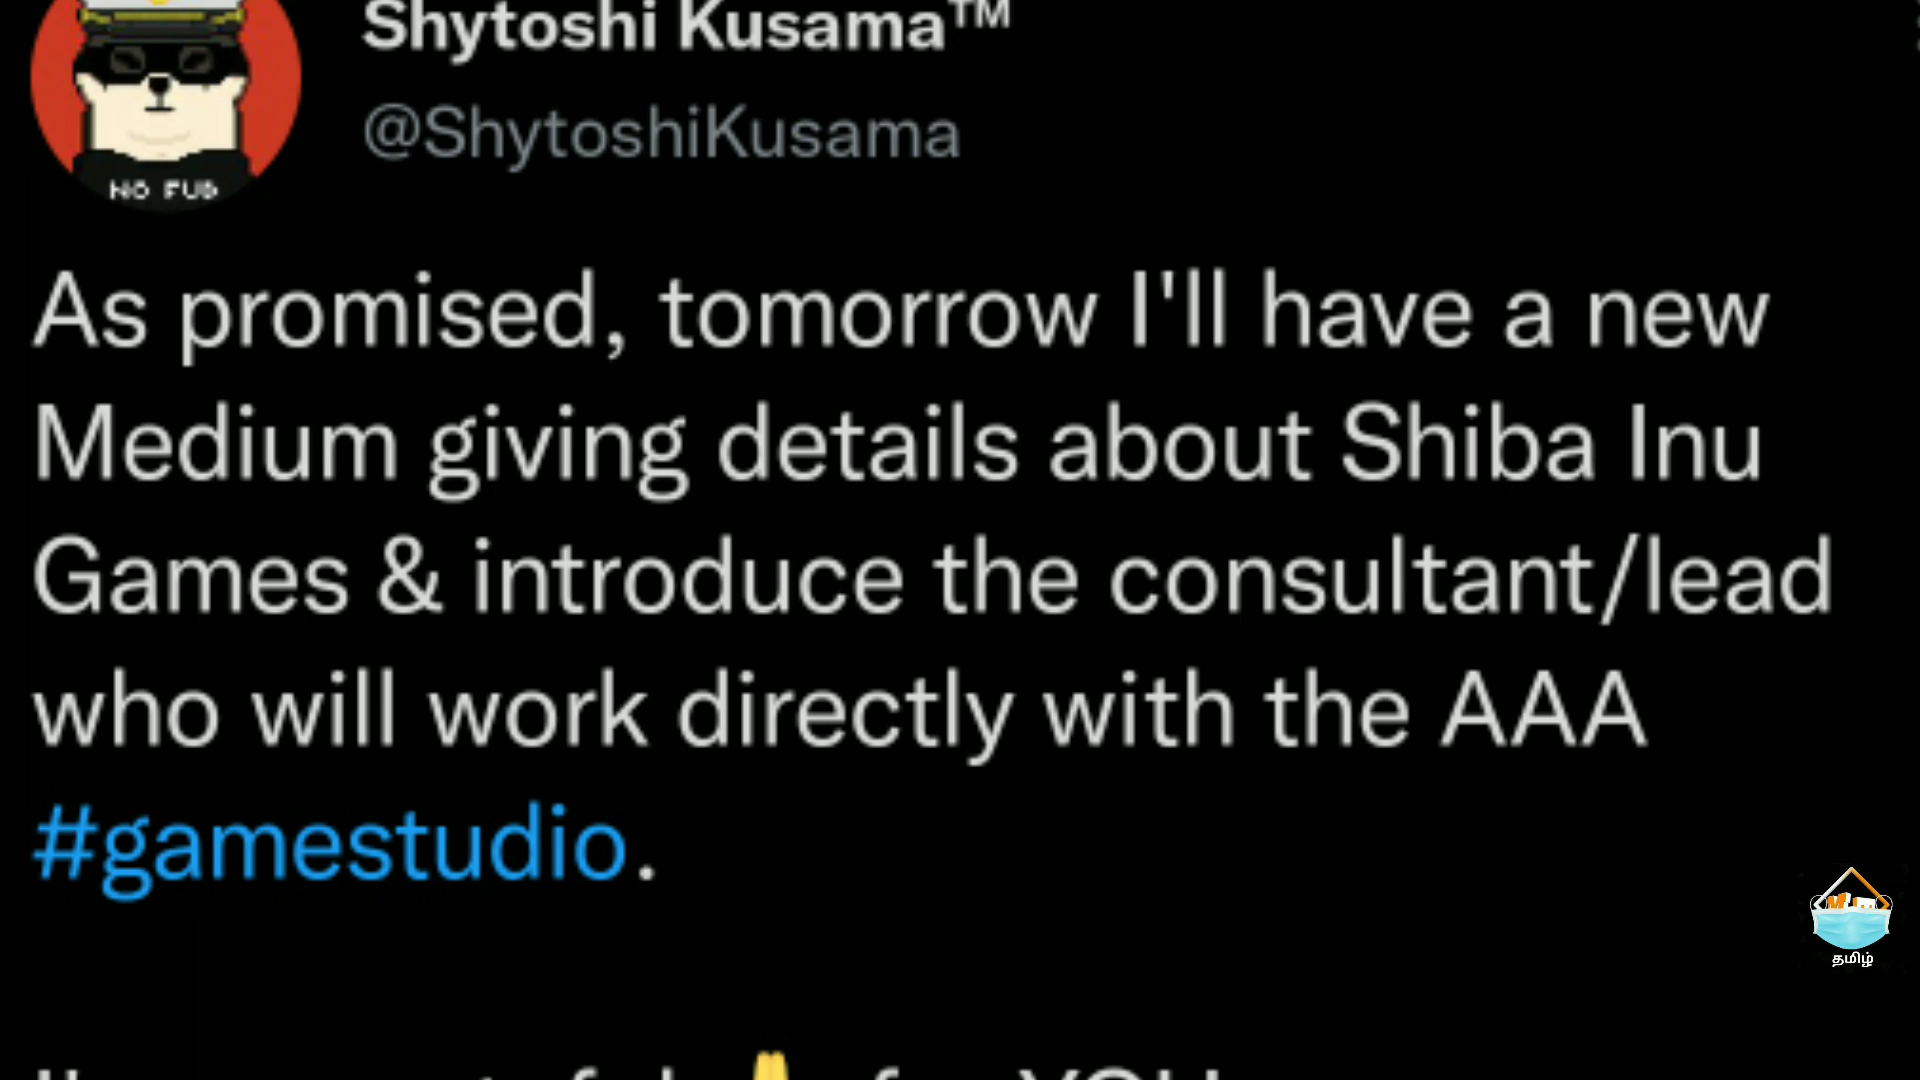 Shytoshi Kusama™
@ShytoshiKusama
NO FUD
As promised, tomorrow I'll have a new
Medium giving details about Shiba Inu
Games & introduce the consultant/lead
who will work directly with the AAA
#gamestudio.
தமிழ்